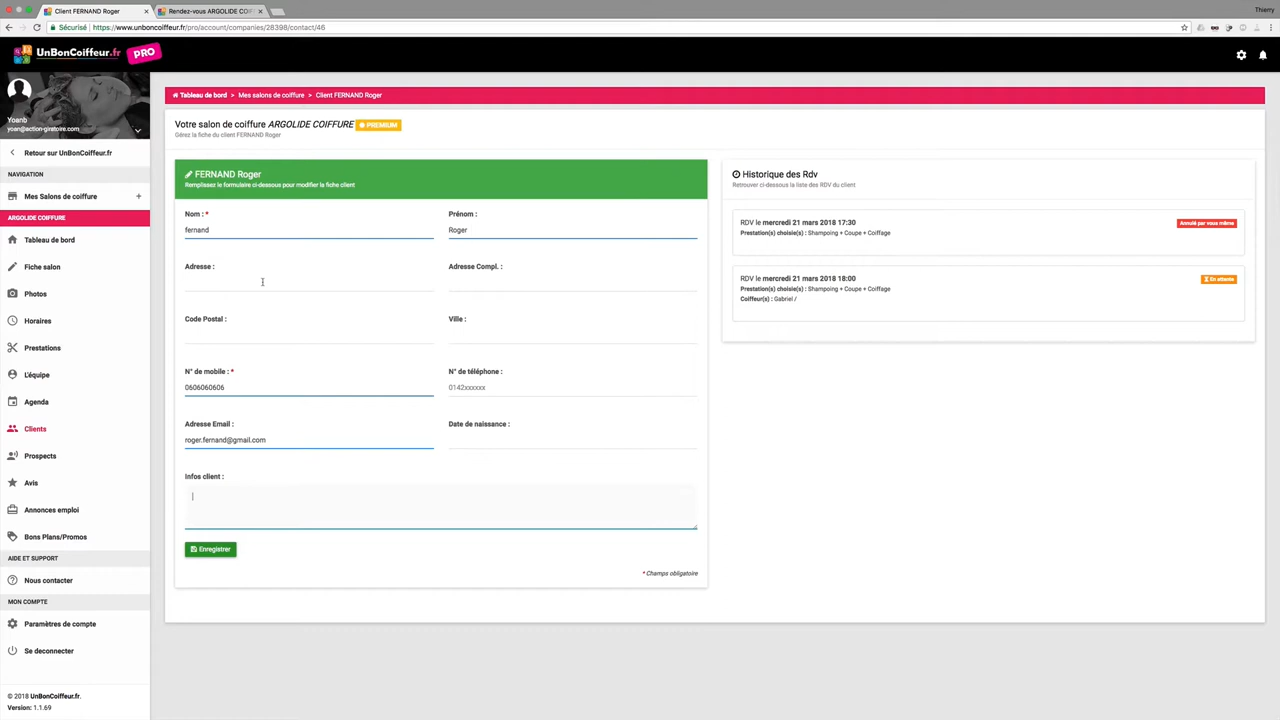 Client FERNAND Roger
Rendez-vous ARGOLIDE COIF
Thierry
Sécurisé
https://www.unboncoiffeur.fr/pro/account/companies/28398/contact/46
UnBonCoiffeur.fr PRO
Yoanb
yoan@action-giratoire.com
Retour sur UnBonCoiffeur.fr
NAVIGATION
Mes Salons de coiffure +
ARGOLIDE COIFFURE
Tableau de bord
Fiche salon
Photos
Horaires
Prestations
L'équipe
Agenda
Clients
Prospects
Avis
Annonces emploi
Bons Plans/Promos
AIDE ET SUPPORT
Nous contacter
MON COMPTE
Paramètres de compte
Se deconnecter
© 2018 UnBonCoiffeur.fr.
Version: 1.1.69
Tableau de bord > Mes salons de coiffure > Client FERNAND Roger
Votre salon de coiffure ARGOLIDE COIFFURE PREMIUM
Gérez la fiche du client FERNAND Roger
FERNAND Roger
Remplissez le formulaire ci-dessous pour modifier la fiche client
Nom : *
fernand
Prénom :
Roger
Adresse :
Adresse Compl. :
Code Postal :
Ville :
N° de mobile : *
0606060606
N° de téléphone :
0142xxxxxx
Adresse Email :
roger.fernand@gmail.com
Date de naissance :
Infos client :
Enregistrer
* Champs obligatoire
Historique des Rdv
Retrouver ci-dessous la liste des RDV du client
RDV le mercredi 21 mars 2018 17:30
Annulé par vous même
Prestation(s) choisie(s) : Shampoing + Coupe + Coiffage
RDV le mercredi 21 mars 2018 18:00
En attente
Prestation(s) choisie(s) : Shampoing + Coupe + Coiffage
Coiffeur(s) : Gabriel /